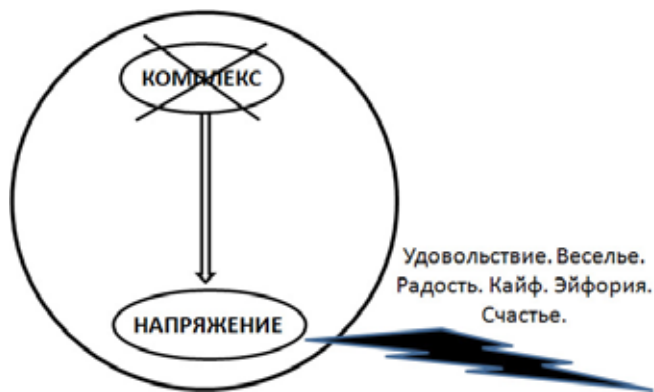 КОМПЛЕКС
НАПРЯЖЕНИЕ
Удовольствие. Веселье.
Радость. Кайф. Эйфория.
Счастье.